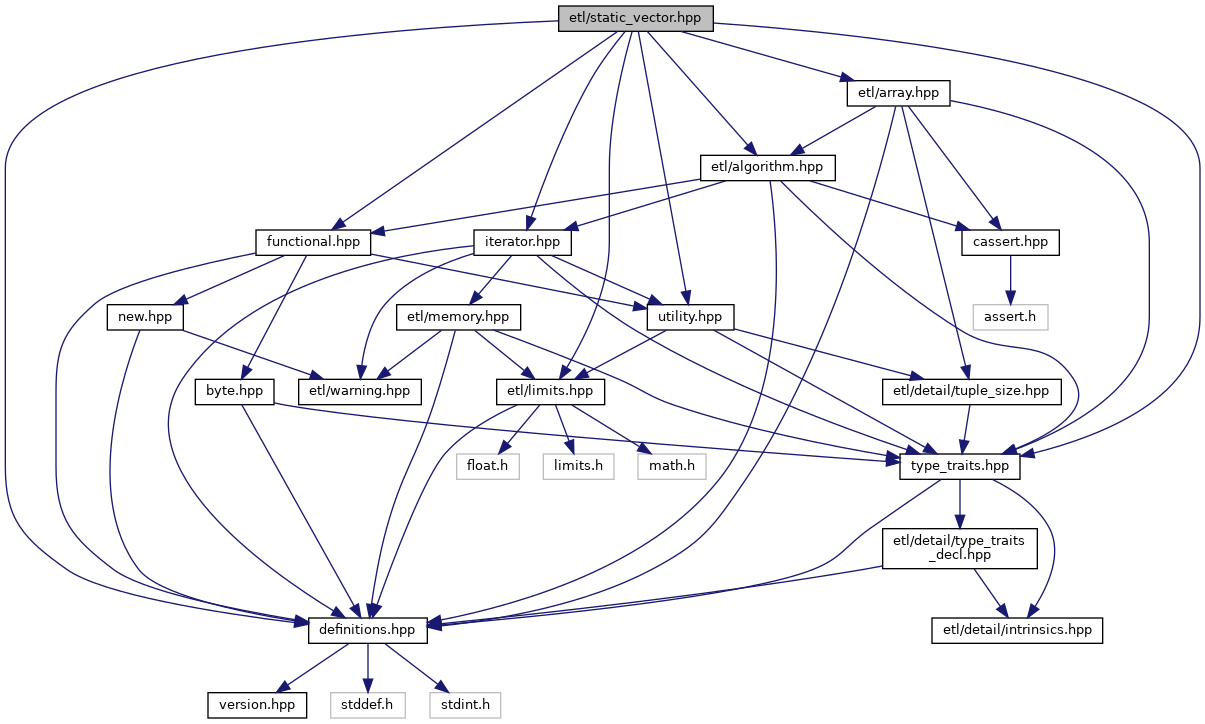 etl/static_vector.hpp
etl/array.hpp
etl/algorithm.hpp
functional.hpp
iterator.hpp
cassert.hpp
new.hpp
etl/memory.hpp
utility.hpp
assert.h
byte.hpp
etl/warning.hpp
etl/limits.hpp
etl/detail/tuple_size.hpp
float.h
limits.h
math.h
type_traits.hpp
etl/detail/type_traits
_decl.hpp
definitions.hpp
etl/detail/intrinsics.hpp
version.hpp
stddef.h
stdint.h